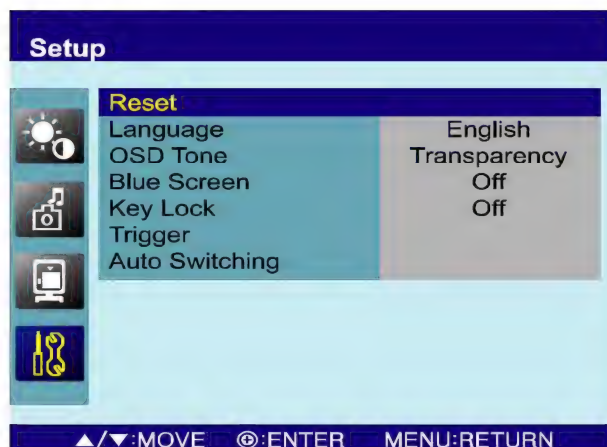 Setup
Reset
Language English
OSD Tone Transparency
Blue Screen Off
Key Lock Off
Trigger
Auto Switching
▲/▼:MOVE ⊕:ENTER MENU:RETURN